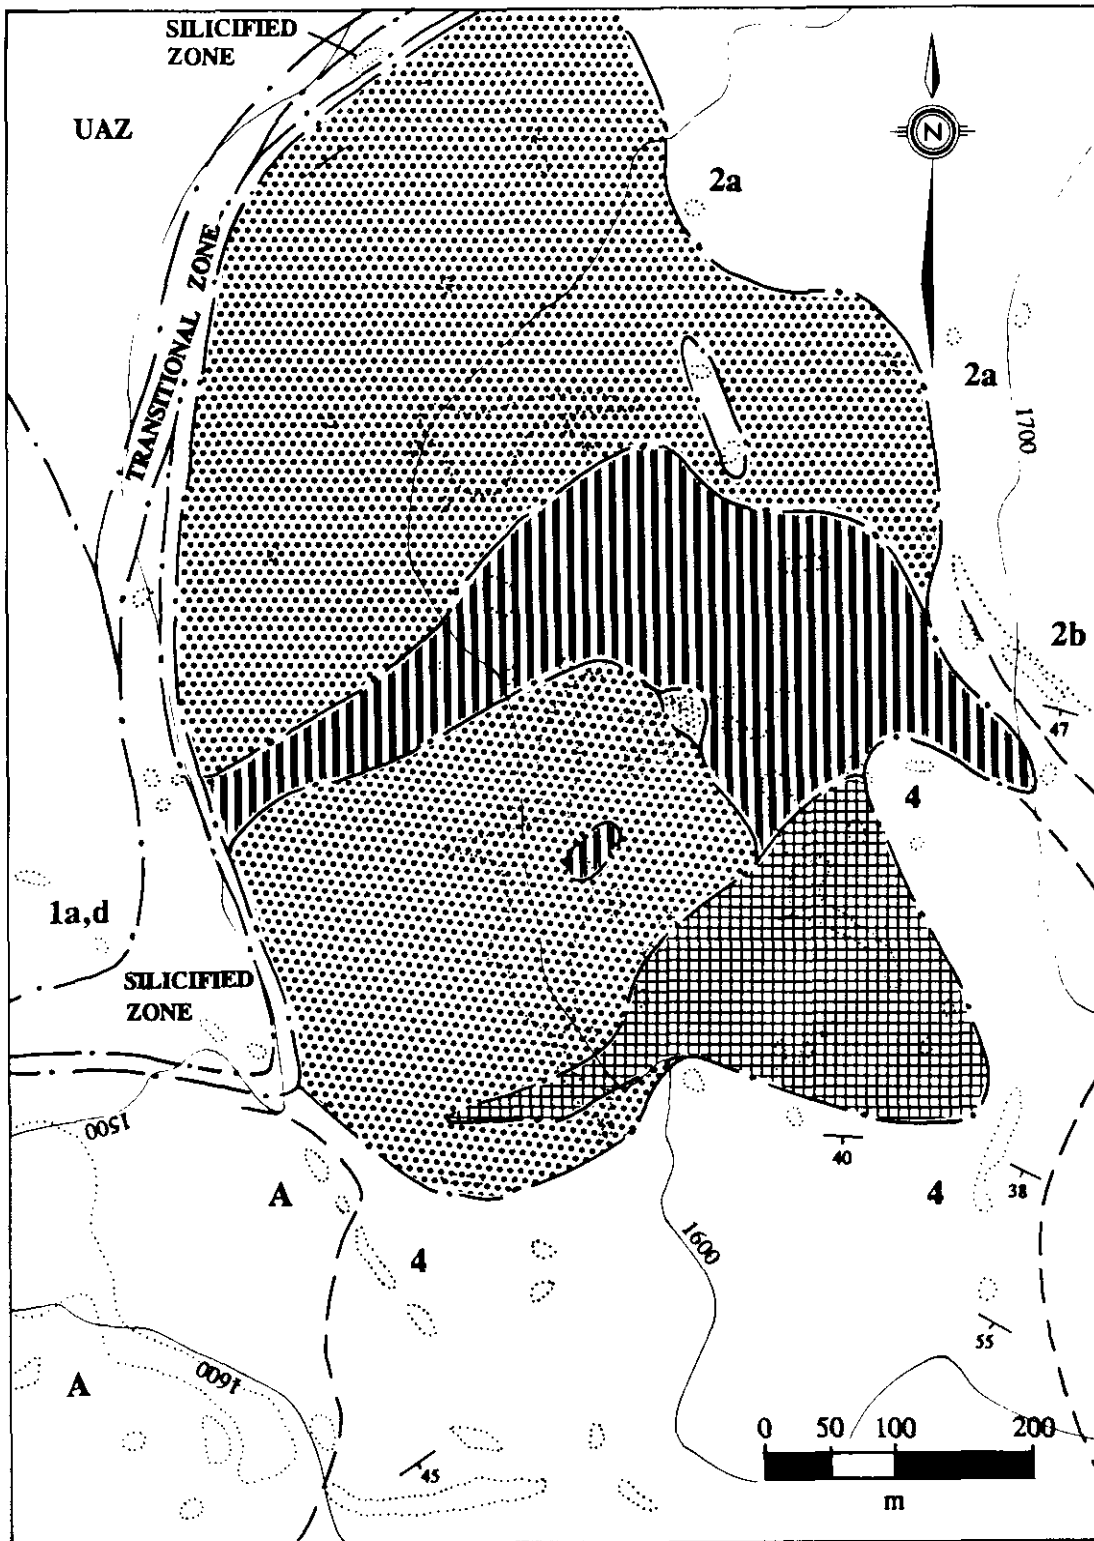 SILICIFIED
ZONE
UAZ
N
2a
TRANSITIONAL ZONE
2a
1700
2b
47
4
1a,d
SILICIFIED
ZONE
1500
40
A
4
38
4
1600
55
1600
A
0 50 100 200
45
m